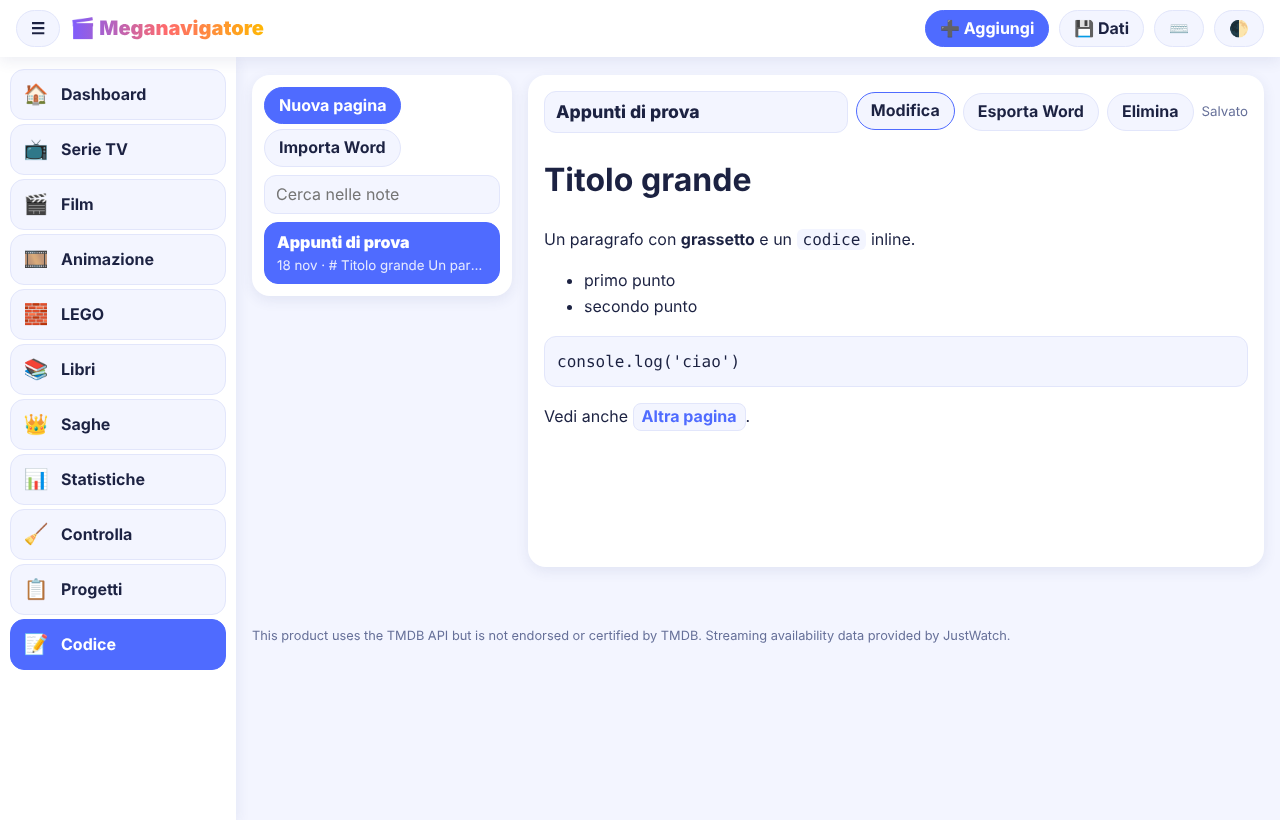 ☰
Meganavigatore
➕ Aggiungi
💾 Dati
Dashboard
Serie TV
Film
Animazione
LEGO
Libri
Saghe
Statistiche
Controlla
Progetti
Codice
Nuova pagina
Importa Word
Cerca nelle note
Appunti di prova
18 nov · # Titolo grande Un par...
Appunti di prova
Modifica
Esporta Word
Elimina
Salvato
Titolo grande
Un paragrafo con grassetto e un codice inline.
• primo punto
• secondo punto
console.log('ciao')
Vedi anche Altra pagina.
This product uses the TMDB API but is not endorsed or certified by TMDB. Streaming availability data provided by JustWatch.